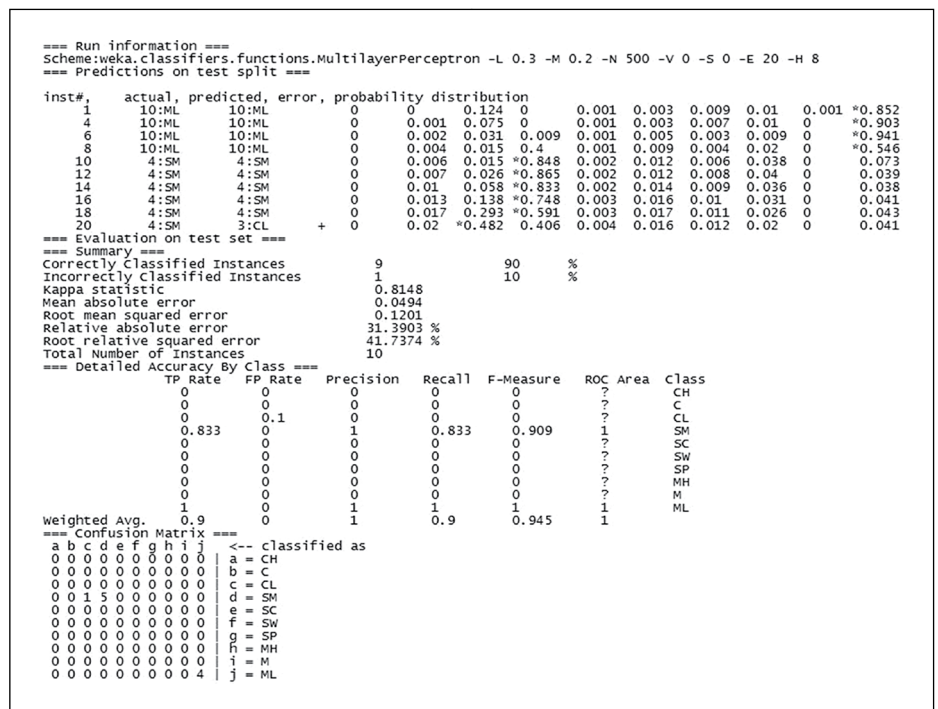 === Run information ===
Scheme:weka.classifiers.functions.MultilayerPerceptron -L 0.3 -M 0.2 -N 500 -V 0 -S 0 -E 20 -H 8
=== Predictions on test split ===
inst#, actual, predicted, error, probability distribution
1 10:ML 10:ML 0 0 0.124 0 0.001 0.003 0.009 0.01 0.001 *0.852
4 10:ML 10:ML 0 0.001 0.075 0 0.001 0.003 0.007 0.01 0 *0.903
6 10:ML 10:ML 0 0.002 0.031 0.009 0.001 0.005 0.003 0.009 0 *0.941
8 10:ML 10:ML 0 0.004 0.015 0.4 0.001 0.009 0.004 0.02 0 *0.546
10 4:SM 4:SM 0 0.006 0.015 *0.848 0.002 0.012 0.006 0.038 0 0.073
12 4:SM 4:SM 0 0.007 0.026 *0.865 0.002 0.012 0.008 0.04 0 0.039
14 4:SM 4:SM 0 0.01 0.058 *0.833 0.002 0.014 0.009 0.036 0 0.038
16 4:SM 4:SM 0 0.013 0.138 *0.748 0.003 0.016 0.01 0.031 0 0.041
18 4:SM 4:SM 0 0.017 0.293 *0.591 0.003 0.017 0.011 0.026 0 0.043
20 4:SM 3:CL + 0 0.02 *0.482 0.406 0.004 0.016 0.012 0.02 0 0.041
=== Evaluation on test set ===
=== Summary ===
Correctly Classified Instances 9 90 %
Incorrectly Classified Instances 1 10 %
Kappa statistic 0.8148
Mean absolute error 0.0494
Root mean squared error 0.1201
Relative absolute error 31.3903 %
Root relative squared error 41.7374 %
Total Number of Instances 10
=== Detailed Accuracy By Class ===
TP Rate FP Rate Precision Recall F-Measure ROC Area Class
0 0 0 0 0 ? CH
0 0 0 0 0 ? C
0 0.1 0 0 0 ? CL
0.833 0 1 0.833 0.909 1 SM
0 0 0 0 0 ? SC
0 0 0 0 0 ? SW
0 0 0 0 0 ? SP
0 0 0 0 0 ? MH
0 0 0 0 0 ? M
1 0 1 1 1 1 ML
Weighted Avg. 0.9 0 1 0.9 0.945 1
=== Confusion Matrix ===
a b c d e f g h i j <-- classified as
0 0 0 0 0 0 0 0 0 0 | a = CH
0 0 0 0 0 0 0 0 0 0 | b = C
0 0 0 0 0 0 0 0 0 0 | c = CL
0 0 1 5 0 0 0 0 0 0 | d = SM
0 0 0 0 0 0 0 0 0 0 | e = SC
0 0 0 0 0 0 0 0 0 0 | f = SW
0 0 0 0 0 0 0 0 0 0 | g = SP
0 0 0 0 0 0 0 0 0 0 | h = MH
0 0 0 0 0 0 0 0 0 0 | i = M
0 0 0 0 0 0 0 0 0 4 | j = ML